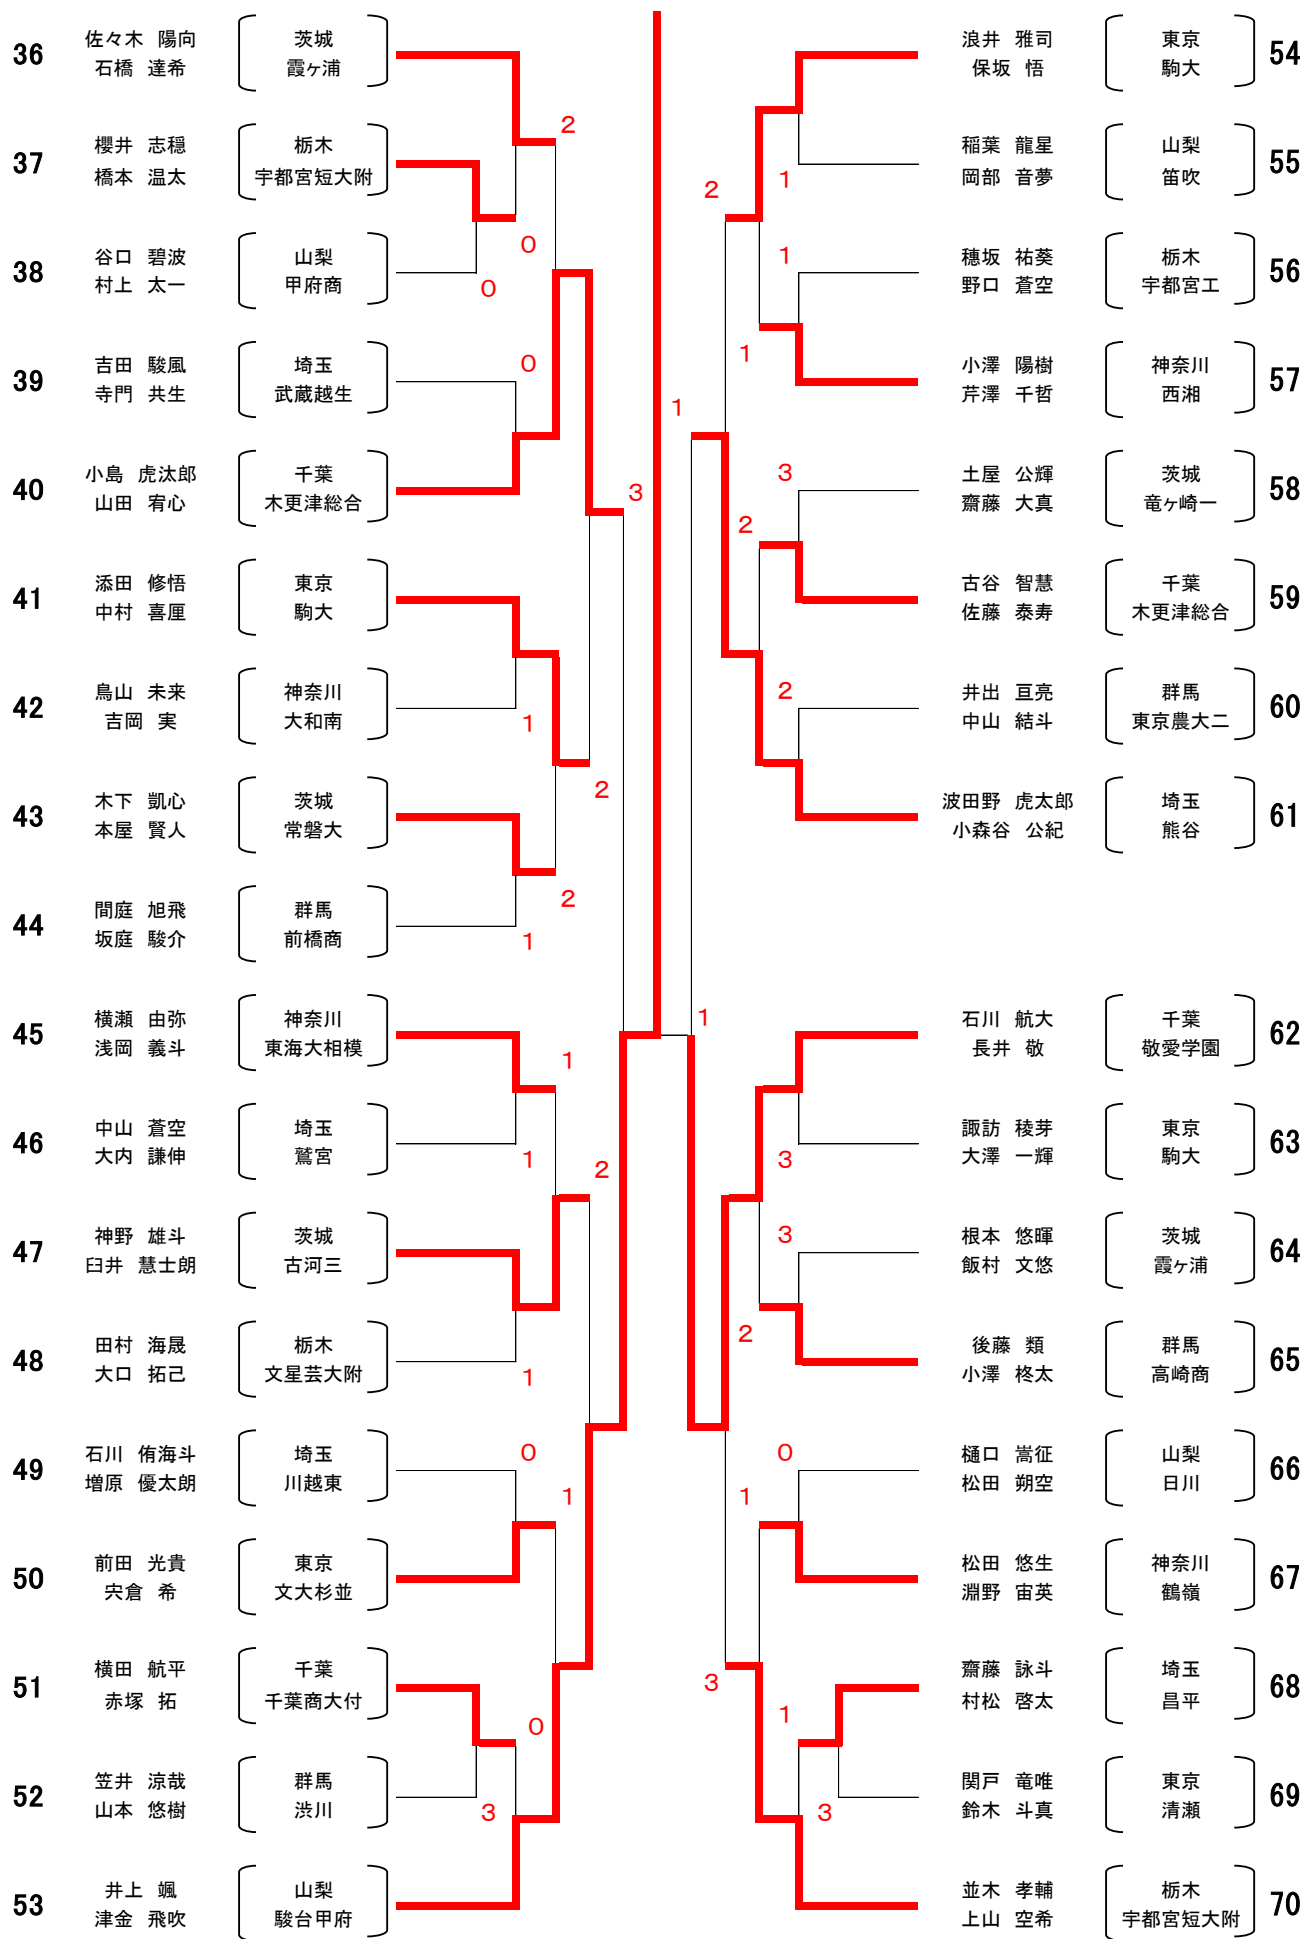 36
佐々木 陽向
石橋 達希
茨城
霞ヶ浦
37
櫻井 志穏
橋本 温太
栃木
宇都宮短大附
38
谷口 碧波
村上 太一
山梨
甲府商
39
吉田 駿風
寺門 共生
埼玉
武蔵越生
40
小島 虎汰郎
山田 宥心
千葉
木更津総合
41
添田 修悟
中村 喜厘
東京
駒大
42
鳥山 未来
吉岡 実
神奈川
大和南
43
木下 凱心
本屋 賢人
茨城
常磐大
44
間庭 旭飛
坂庭 駿介
群馬
前橋商
45
横瀬 由弥
浅岡 義斗
神奈川
東海大相模
46
中山 蒼空
大内 謙伸
埼玉
鷲宮
47
神野 雄斗
臼井 慧士朗
茨城
古河三
48
田村 海晟
大口 拓己
栃木
文星芸大附
49
石川 侑海斗
増原 優太朗
埼玉
川越東
50
前田 光貴
宍倉 希
東京
文大杉並
51
横田 航平
赤塚 拓
千葉
千葉商大付
52
笠井 涼哉
山本 悠樹
群馬
渋川
53
井上 颯
津金 飛吹
山梨
駿台甲府
2
0
0
0
3
1
2
2
1
1
1
2
1
0
1
0
3
1
1
2
1
1
1
3
2
2
3
3
2
0
1
3
1
3
浪井 雅司
保坂 悟
東京
駒大
54
稲葉 龍星
岡部 音夢
山梨
笛吹
55
穂坂 祐葵
野口 蒼空
栃木
宇都宮工
56
小澤 陽樹
芹澤 千哲
神奈川
西湘
57
土屋 公輝
齋藤 大真
茨城
竜ヶ崎一
58
古谷 智慧
佐藤 泰寿
千葉
木更津総合
59
井出 亘亮
中山 結斗
群馬
東京農大二
60
波田野 虎太郎
小森谷 公紀
埼玉
熊谷
61
石川 航大
長井 敬
千葉
敬愛学園
62
諏訪 稜芽
大澤 一輝
東京
駒大
63
根本 悠暉
飯村 文悠
茨城
霞ヶ浦
64
後藤 類
小澤 柊太
群馬
高崎商
65
樋口 嵩征
松田 朔空
山梨
日川
66
松田 悠生
淵野 宙英
神奈川
鶴嶺
67
齋藤 詠斗
村松 啓太
埼玉
昌平
68
関戸 竜唯
鈴木 斗真
東京
清瀬
69
並木 孝輔
上山 空希
栃木
宇都宮短大附
70